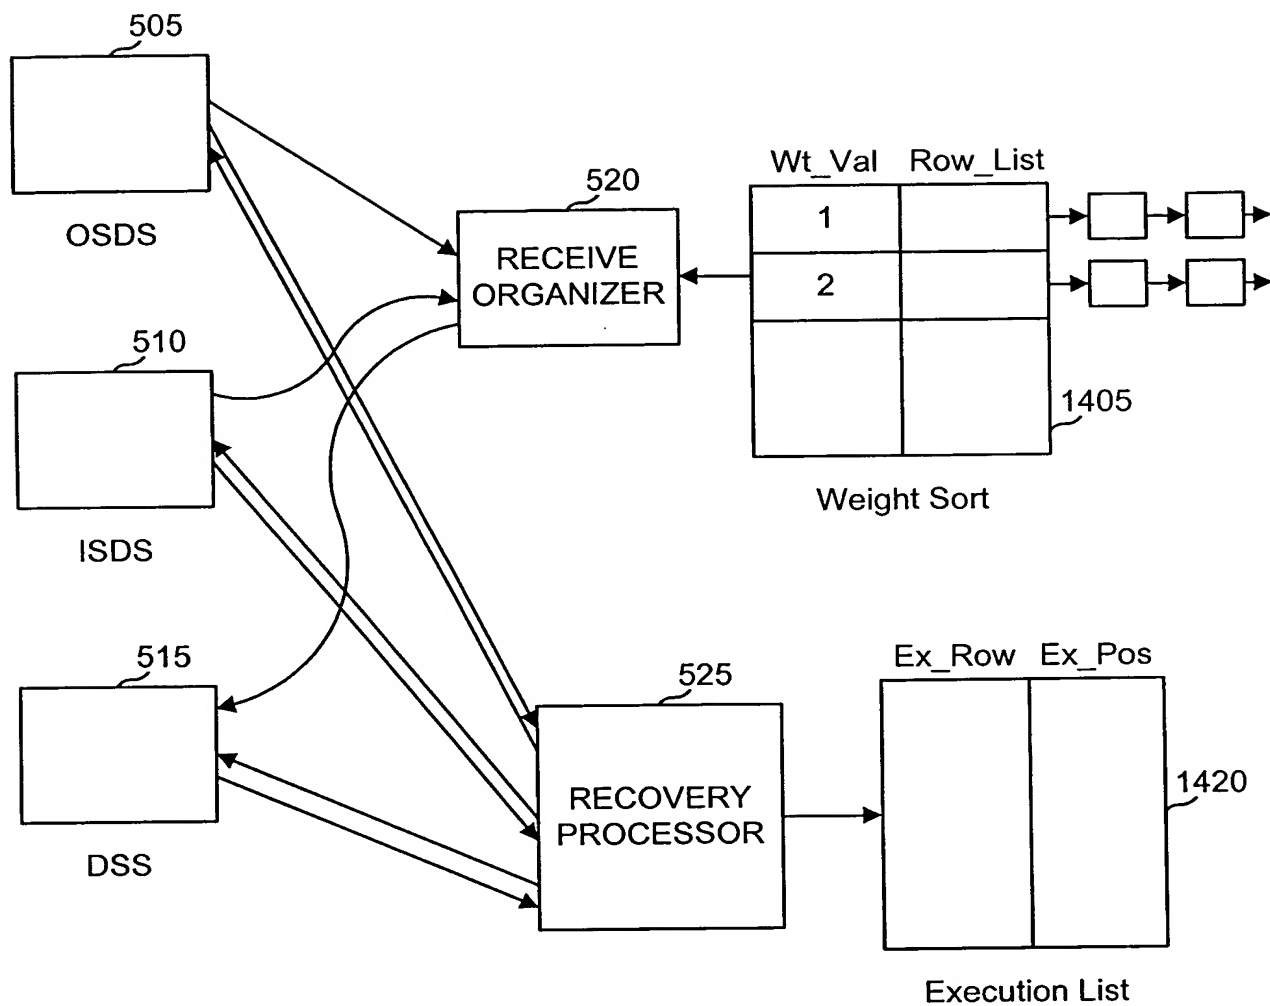 505
OSDS
520
RECEIVE
ORGANIZER
Wt_Val Row_List
1
2
1405
Weight Sort
510
ISDS
515
DSS
525
RECOVERY
PROCESSOR
Ex_Row Ex_Pos
1420
Execution List